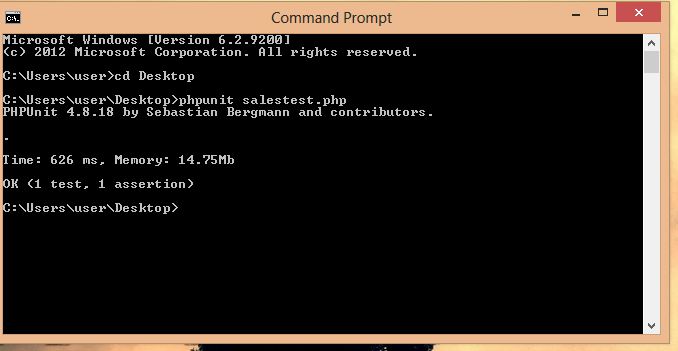 Command Prompt
Microsoft Windows [Version 6.2.9200]
(c) 2012 Microsoft Corporation. All rights reserved.
C:\Users\user>cd Desktop
C:\Users\user\Desktop>phpunit salestest.php
PHPUnit 4.8.18 by Sebastian Bergmann and contributors.
.
Time: 626 ms, Memory: 14.75Mb
OK (1 test, 1 assertion)
C:\Users\user\Desktop>